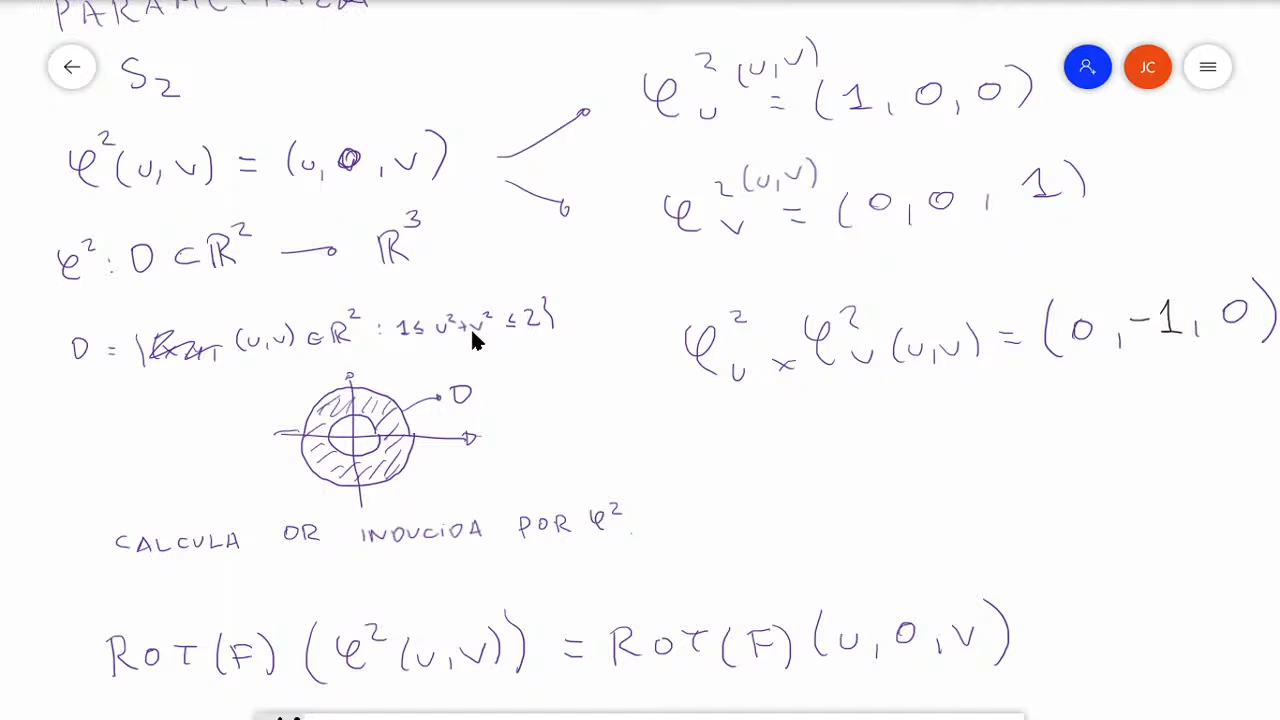 PARAMÉTRIZA
JC
S₂
φ²(u,v) = (u,0,v)
φ²: D ⊂ ℝ² → ℝ³
D = { (u,v) ∈ ℝ² : 1 ≤ u²+v² ≤ 2}
D
CALCULA OR INDUCIDA POR φ².
φ²ᵤ(u,v) = (1,0,0)
φ²ᵥ(u,v) = (0,0,1)
φ²ᵤ × φ²ᵥ(u,v) = (0,-1,0)
ROT(F)(φ²(u,v)) = ROT(F)(u,0,v)